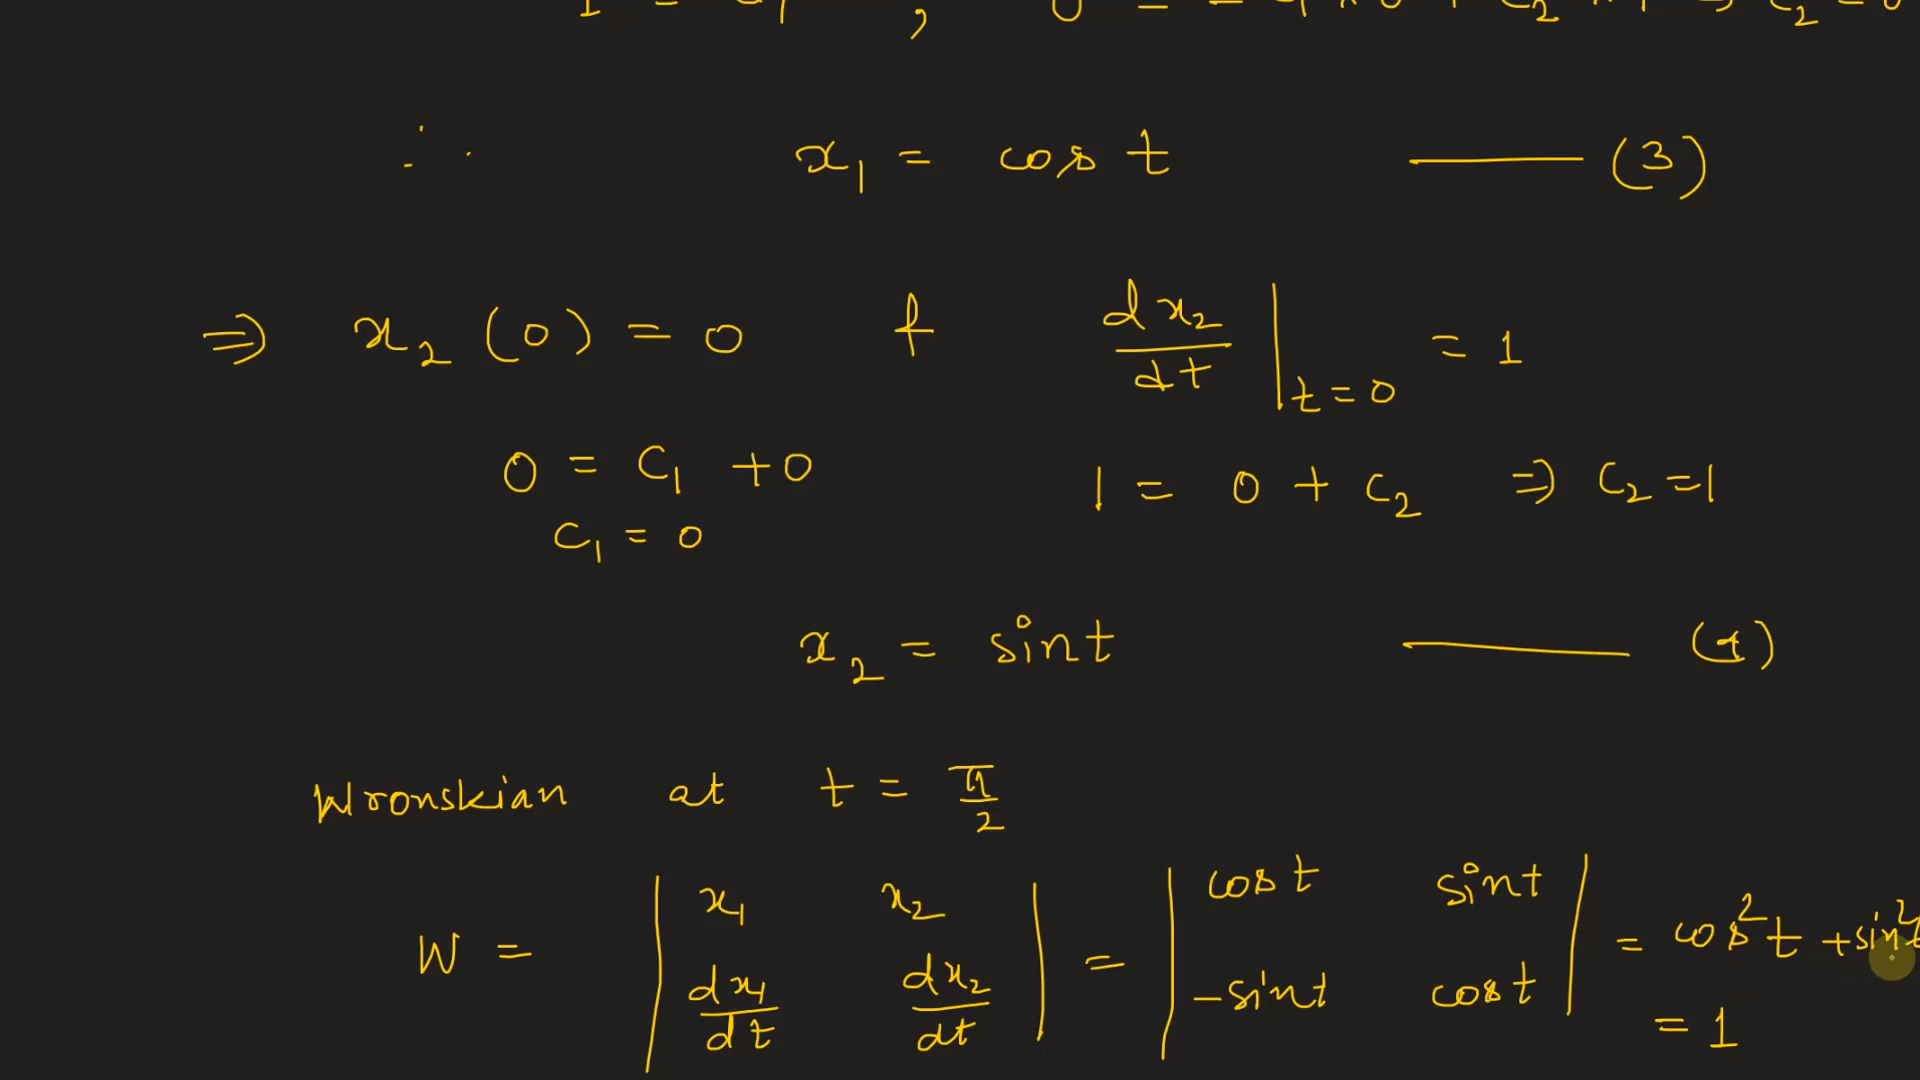 ∴ x₁ = cos t ——— (3)
⇒ x₂ (0) = 0 & dx₂/dt |t=0 = 1
0 = C₁ + 0 1 = 0 + C₂ ⇒ C₂ = 1
C₁ = 0
x₂ = sint ——— (4)
Wronskian at t = π/2
W = | x₁ x₂ ; dx₁/dt dx₂/dt | = | cos t sint ; -sint cos t | = cos²t + sin²t
= 1